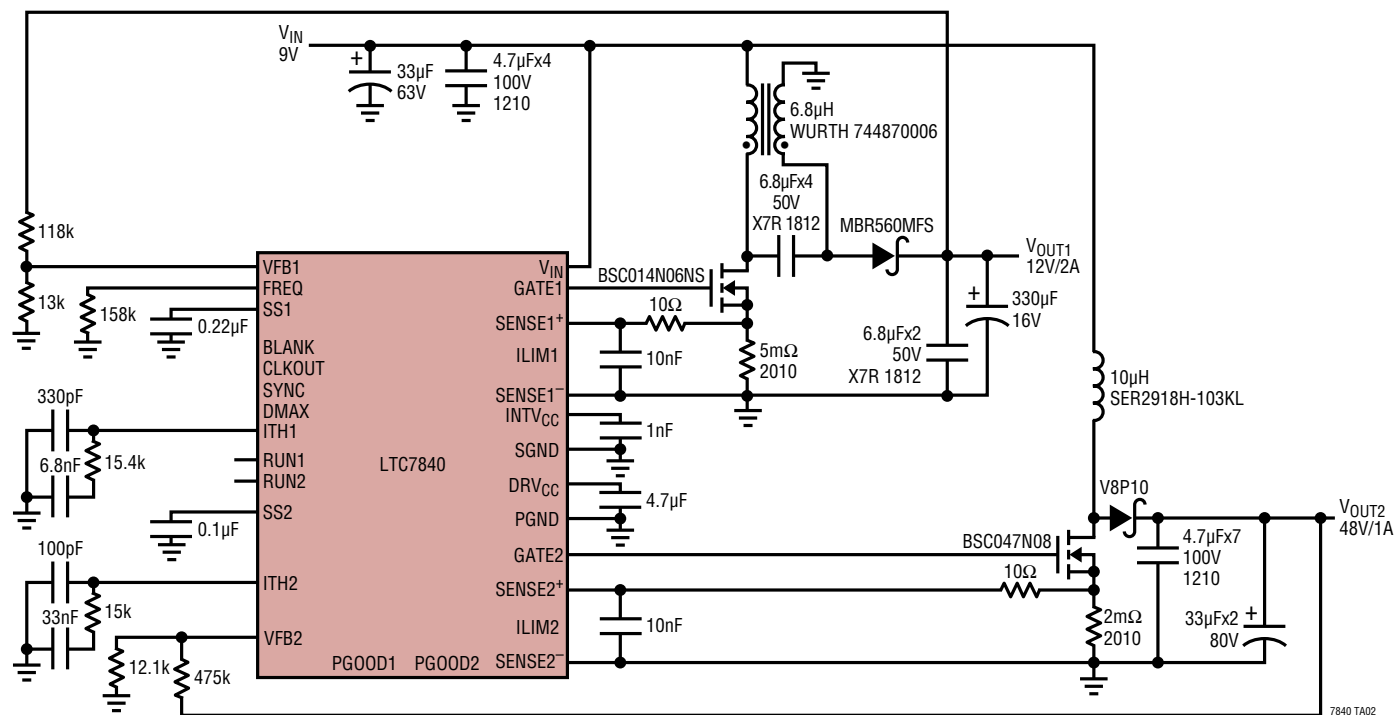 VIN
9V
33µF
63V
4.7µFx4
100V
1210
6.8µH
WURTH 744870006
6.8µFx4
50V
X7R 1812
MBR560MFS
VOUT1
12V/2A
118k
13k
158k
0.22µF
VFB1
FREQ
SS1
BLANK
CLKOUT
SYNC
DMAX
ITH1
RUN1
RUN2
SS2
ITH2
VFB2
PGOOD1
PGOOD2
LTC7840
VIN
GATE1
SENSE1+
ILIM1
SENSE1–
INTVCC
SGND
DRVCC
PGND
GATE2
SENSE2+
ILIM2
SENSE2–
BSC014N06NS
10Ω
10nF
5mΩ
2010
+
330µF
16V
6.8µFx2
50V
X7R 1812
+
10µH
SER2918H-103KL
330pF
6.8nF
15.4k
1nF
4.7µF
0.1µF
100pF
33nF
15k
12.1k
475k
V8P10
VOUT2
48V/1A
BSC047N08
10Ω
10nF
2mΩ
2010
4.7µFx7
100V
1210
33µFx2
80V
+
7840 TA02